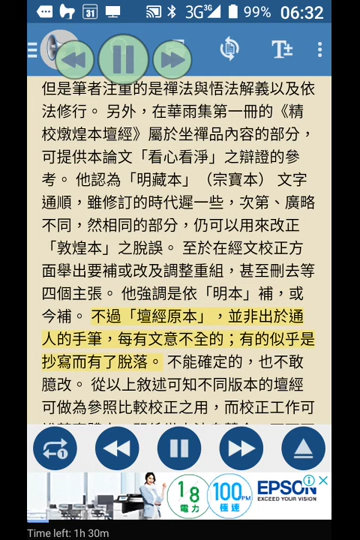 31
3G
99%
06:32
T±
但是筆者注重的是禪法與悟法解義以及依
法修行。 另外，在華雨集第一冊的《精
校燉煌本壇經》屬於坐禪品內容的部分，
可提供本論文「看心看淨」之辯證的參
考。 他認為「明藏本」（宗寶本） 文字
通順，雖修訂的時代遲一些，次第、廣略
不同，然相同的部分，仍可以用來改正
「敦煌本」之脫誤。 至於在經文校正方
面舉出要補或改及調整重組，甚至刪去等
四個主張。 他強調是依「明本」補，或
今補。 不過「壇經原本」，並非出於通
人的手筆，每有文意不全的；有的似乎是
抄寫而有了脫落。 不能確定的，也不敢
臆改。 從以上敘述可知不同版本的壇經
可做為參照比較校正之用，而校正工作可
1
18 電力
100% 極速
EPSON
Time left: 1h 30m